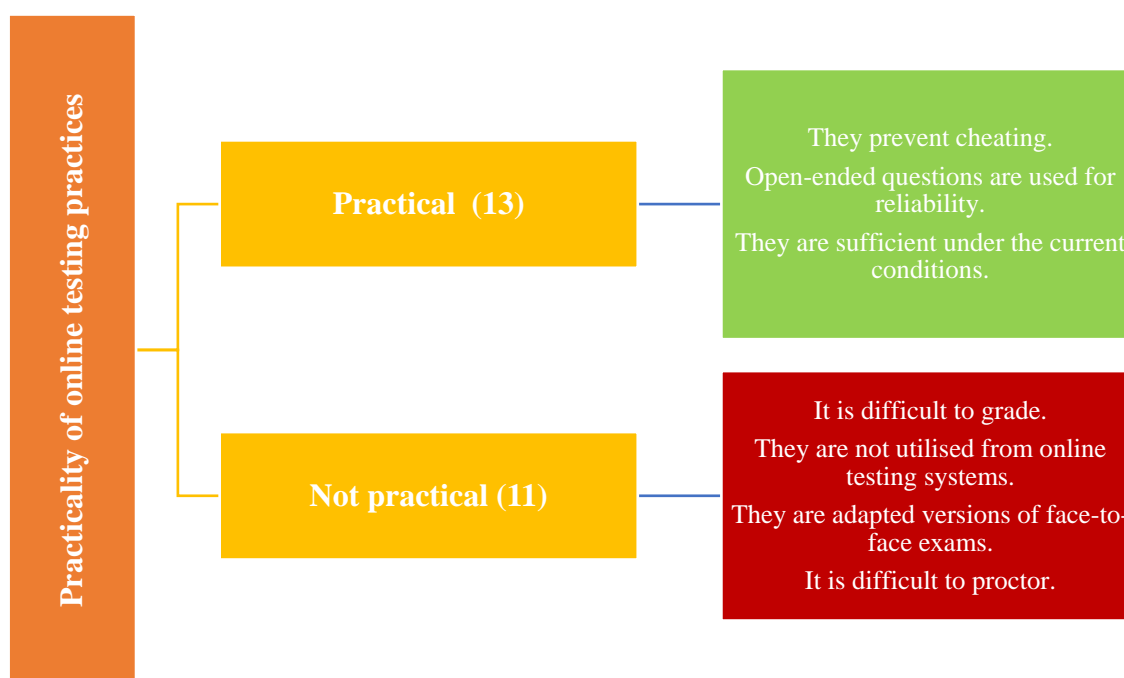 Practicality of online testing practices
Practical (13)
They prevent cheating.
Open-ended questions are used for
reliability.
They are sufficient under the current
conditions.
Not practical (11)
It is difficult to grade.
They are not utilised from online
testing systems.
They are adapted versions of face-to-
face exams.
It is difficult to proctor.